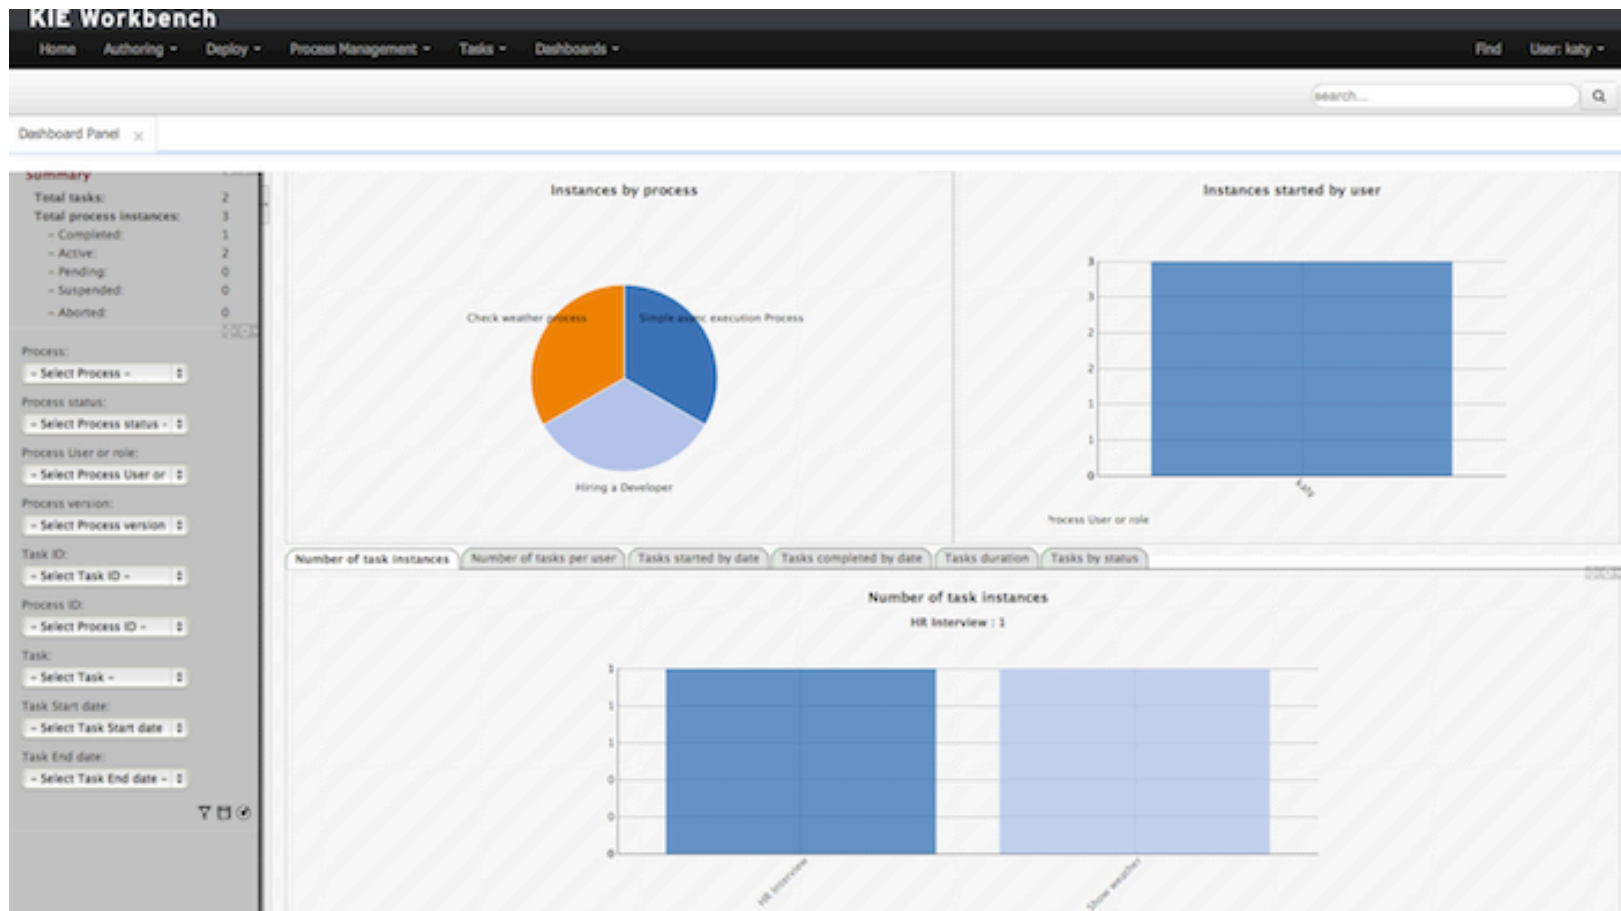 KIE Workbench
Home Authoring Deploy Process Management Tasks Dashboards Find User: katy
search...
Dashboard Panel
Summary
Total tasks: 2
Total process instances: 3
- Completed: 1
- Active: 2
- Pending: 0
- Suspended: 0
- Aborted: 0
Process:
- Select Process -
Process status:
- Select Process status -
Process User or role:
- Select Process User or
Process version:
- Select Process version
Task ID:
- Select Task ID -
Process ID:
- Select Process ID -
Task:
- Select Task -
Task Start date:
- Select Task Start date
Task End date:
- Select Task End date -
Instances by process
Check weather process
Simple async execution Process
Hiring a Developer
Instances started by user
3
3
2
2
1
1
0
katy
Process User or role
Number of task instances Number of tasks per user Tasks started by date Tasks completed by date Tasks duration Tasks by status
Number of task instances
HR Interview : 1
1
1
1
0
0
0
HR Interview
Show weather